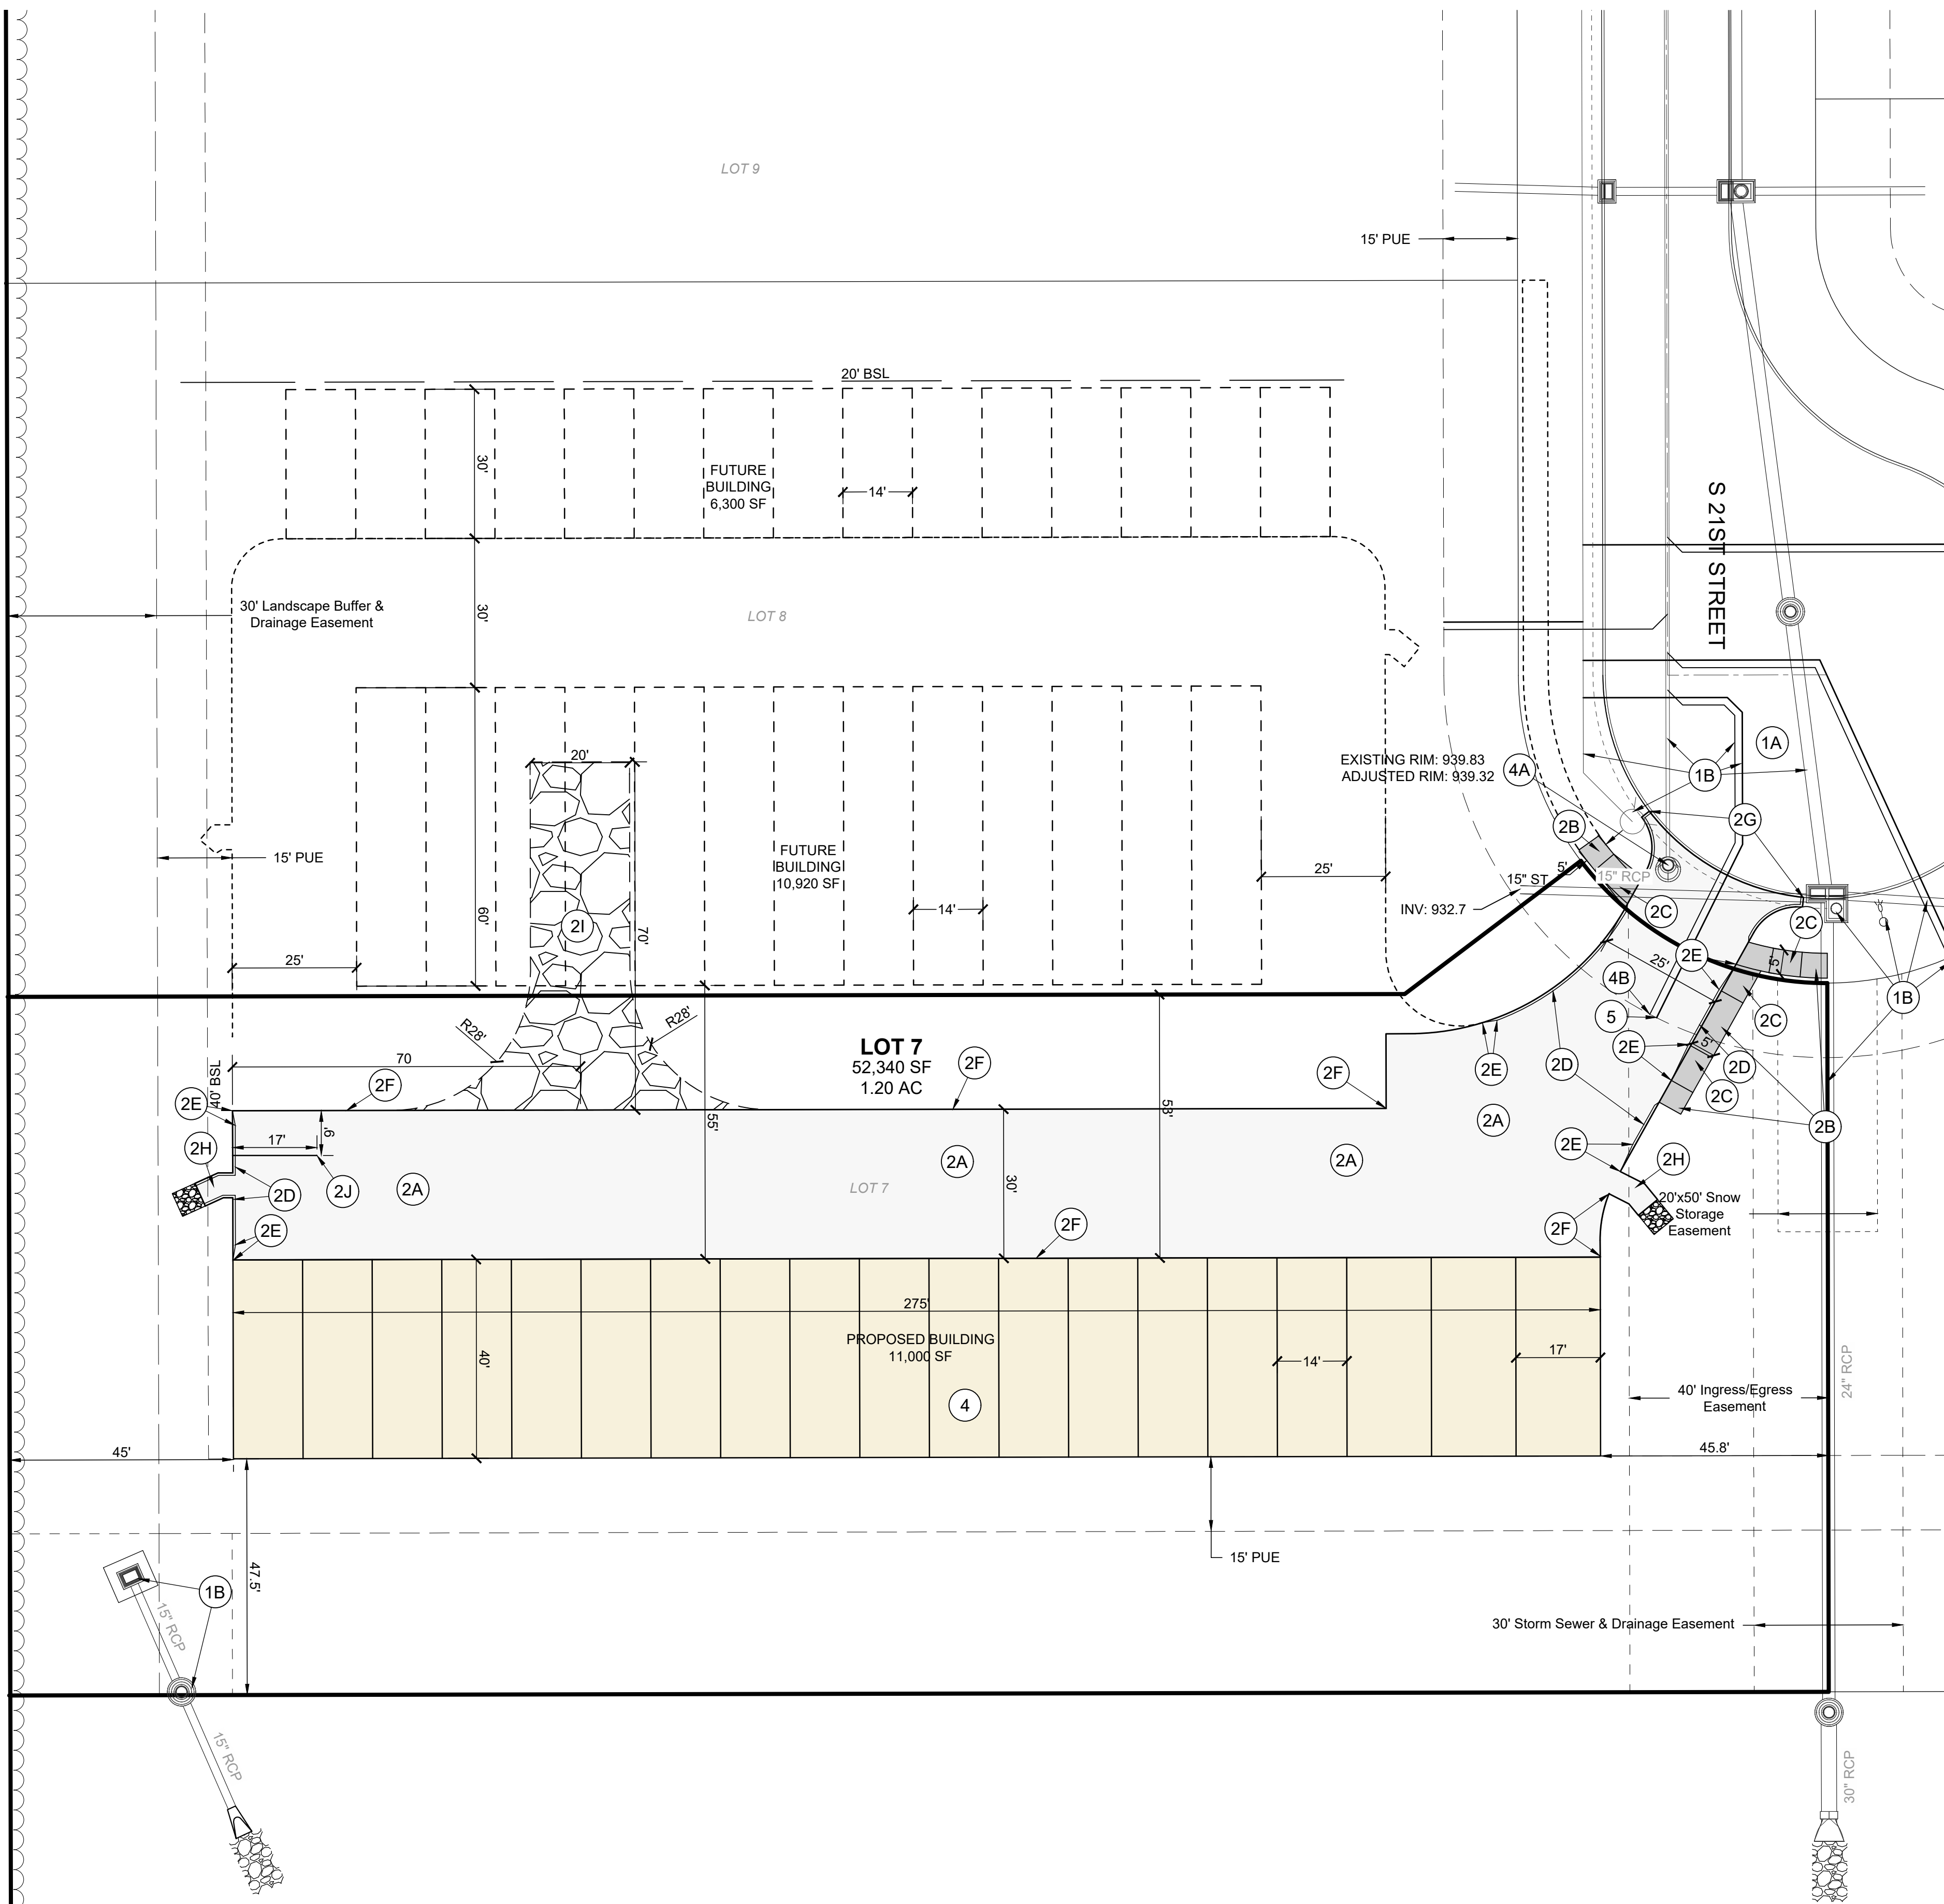 LOT 9
15' PUE
20' BSL
30'
FUTURE
BUILDING
6,300 SF
14'
S 21ST STREET
30' Landscape Buffer &
Drainage Easement
30'
LOT 8
20'
EXISTING RIM: 939.83
ADJUSTED RIM: 939.32
4A
1A
1B
2B
2G
15' PUE
FUTURE
BUILDING
10,920 SF
25'
5'
15" RCP
15" ST
INV: 932.7
2C
2C
60'
14'
2I
70'
25'
2E
5'
25'
4B
1B
5
2C
R28'
R28'
LOT 7
52,340 SF
1.20 AC
70
2F
2F
2F
2E
2D
2E
5'
2D
2C
40' BSL
2E
55'
53'
2A
2B
9'
17'
2H
2E
2H
2A
2A
2A
2J
2D
LOT 7
30'
20'x50' Snow
Storage
Easement
2E
2F
2F
275'
PROPOSED BUILDING
11,000 SF
40'
14'
17'
4
40' Ingress/Egress
Easement
24" RCP
45'
45.8'
15' PUE
47.5'
1B
15" RCP
30' Storm Sewer & Drainage Easement
15" RCP
30" RCP